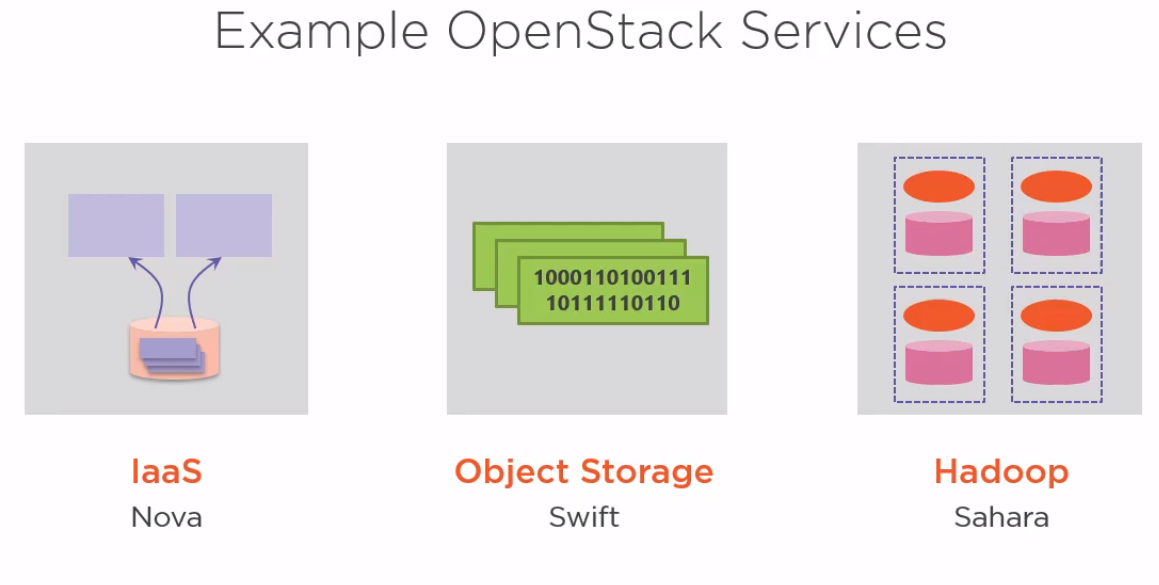 Example OpenStack Services
1000110100111
10111110110
IaaS
Object Storage
Hadoop
Nova
Swift
Sahara